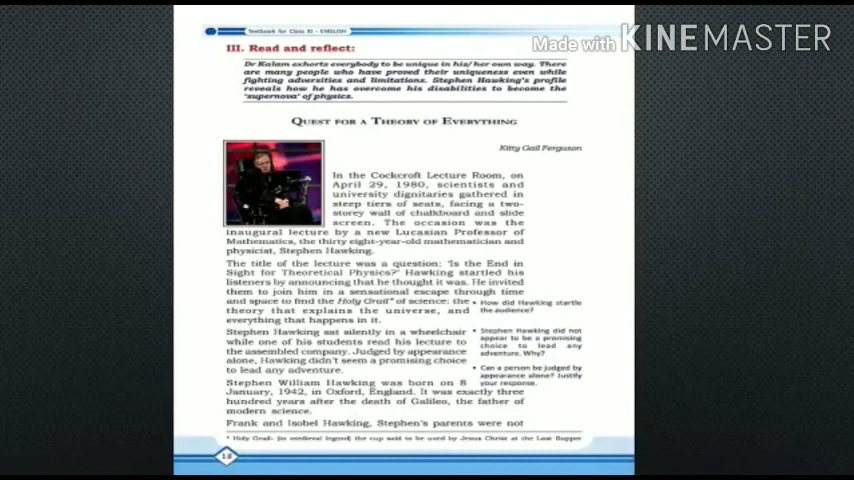 Made with KINEMASTER
Textbook for Class XI - ENGLISH
III. Read and reflect:
Dr Kalam exhorts everybody to be unique in his/her own way. There
are many people who have proved their uniqueness even while
fighting adversities and limitations. Stephen Hawking's profile
reveals how he has overcome his disabilities to become the
'supernova' of physics.
QUEST FOR A THEORY OF EVERYTHING
Kitty Gail Ferguson
In the Cockcroft Lecture Room, on
April 29, 1980, scientists and
university dignitaries gathered in
steep tiers of seats, facing a two-
storey wall of chalkboard and slide
screen. The occasion was the
inaugural lecture by a new Lucasian Professor of
Mathematics, the thirty eight-year-old mathematician and
physicist, Stephen Hawking.
The title of the lecture was a question: 'Is the End in
Sight for Theoretical Physics?' Hawking startled his
listeners by announcing that he thought it was. He invited
them to join him in a sensational escape through time
and space to find the Holy Grail* of science: the
theory that explains the universe, and
everything that happens in it.
• How did Hawking startle
the audience?
Stephen Hawking sat silently in a wheelchair
while one of his students read his lecture to
the assembled company. Judged by appearance
alone, Hawking didn't seem a promising choice
to lead any adventure.
• Stephen Hawking did not
appear to be a promising
choice to lead any
adventure. Why?
• Can a person be judged by
appearance alone? Justify
your response.
Stephen William Hawking was born on 8
January, 1942, in Oxford, England. It was exactly three
hundred years after the death of Galileo, the father of
modern science.
Frank and Isobel Hawking, Stephen's parents were not
* Holy Grail- (in medieval legend) the cup said to be used by Jesus Christ at the Last Supper
18